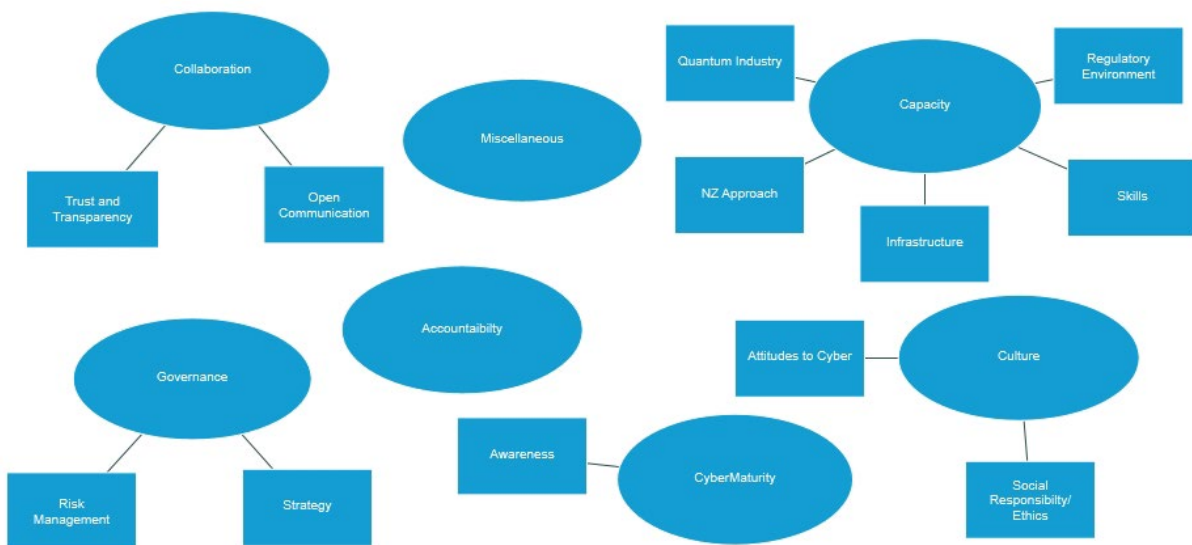 Collaboration
Trust and
Transparency
Open
Communication
Miscellaneous
Quantum Industry
Regulatory
Environment
Capacity
NZ Approach
Infrastructure
Skills
Accountaibilty
Governance
Risk
Management
Strategy
Awareness
CyberMaturity
Attitudes to Cyber
Culture
Social
Responsibilty/
Ethics